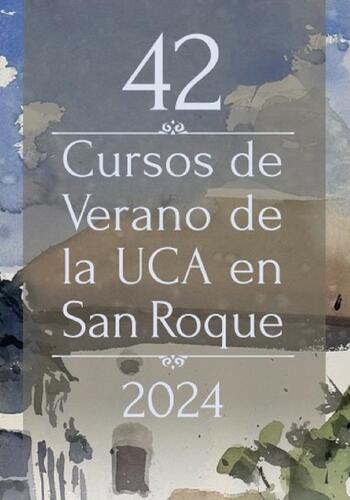 42
Cursos de
Verano de
la UCA en
San Roque
2024